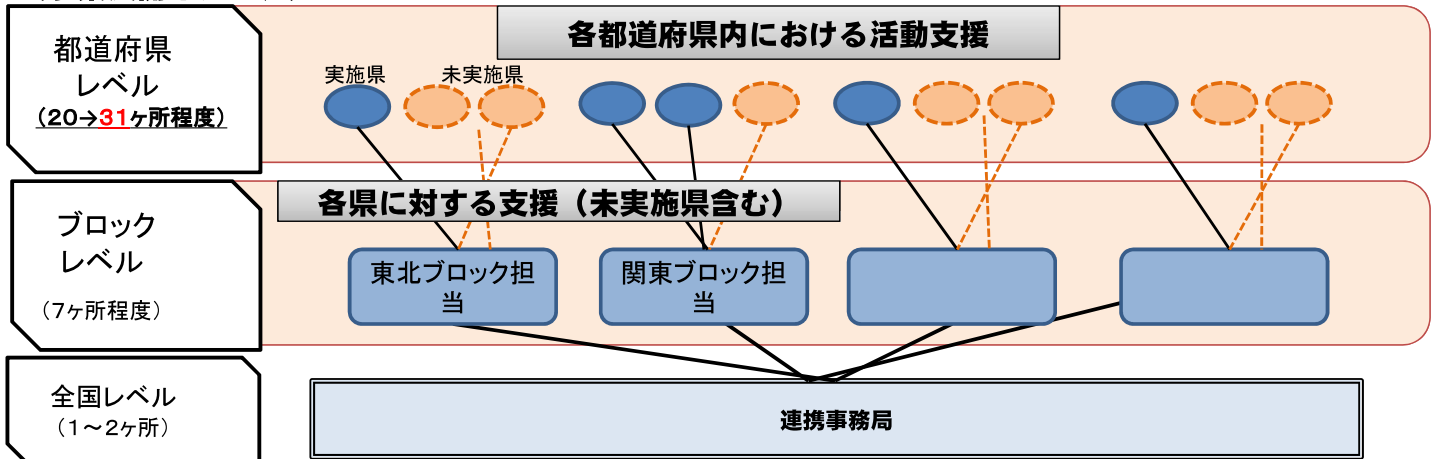 各都道府県内における活動支援
都道府県
レベル
（20→31ヶ所程度）
実施県
未実施県
各県に対する支援（未実施県含む）
ブロック
レベル
（7ヶ所程度）
東北ブロック担
当
関東ブロック担
当
全国レベル
（１～２ヶ所）
連携事務局